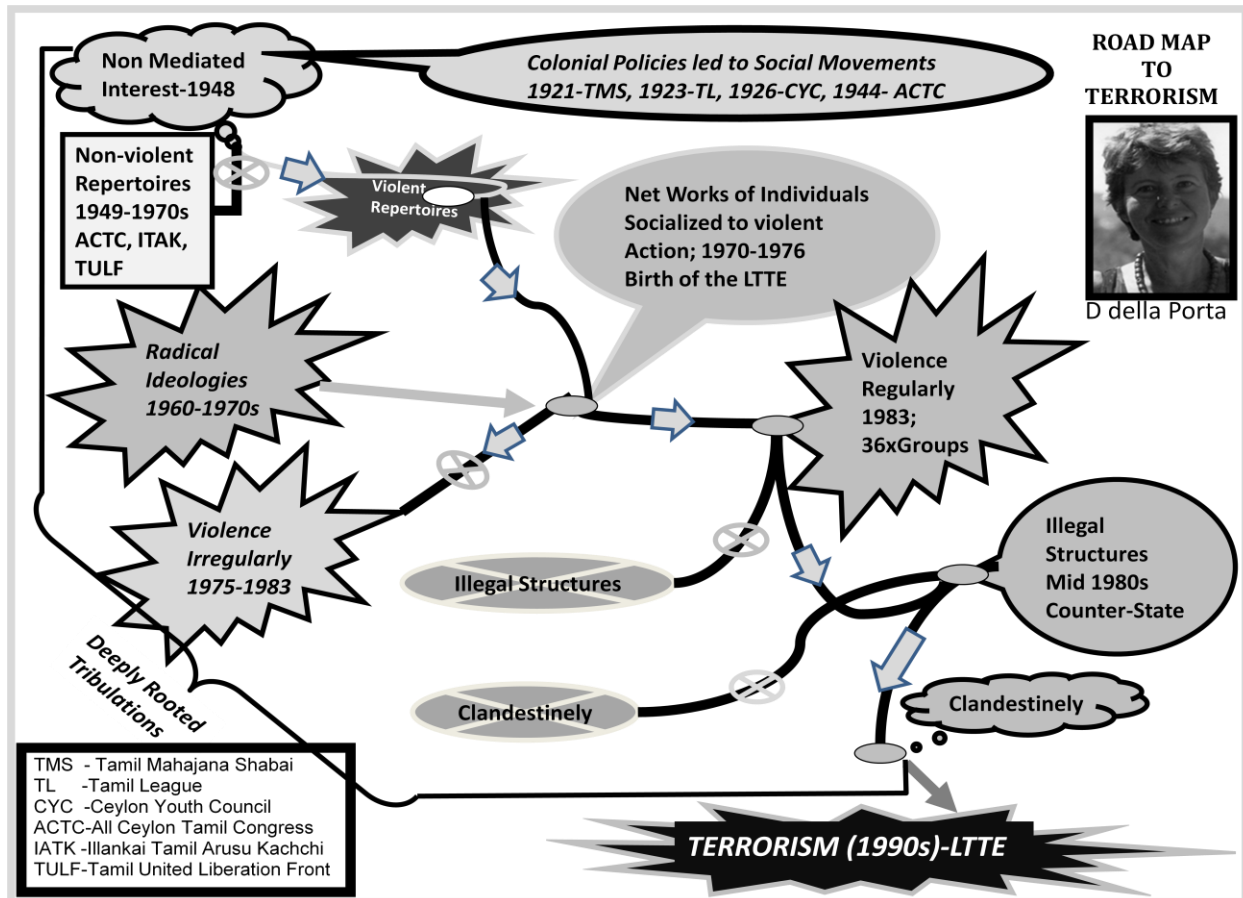 Non Mediated
Interest-1948
Colonial Policies led to Social Movements
1921-TMS, 1923-TL, 1926-CYC, 1944- ACTC
ROAD MAP
TO
TERRORISM
D della Porta
Non-violent
Repertoires
1949-1970s
ACTC, ITAK,
TULF
Violent
Repertoires
Net Works of Individuals
Socialized to violent
Action; 1970-1976
Birth of the LTTE
Radical
Ideologies
1960-1970s
Violence
Regularly
1983;
36xGroups
Violence
Irregularly
1975-1983
Illegal Structures
Illegal
Structures
Mid 1980s
Counter-State
Clandestinely
Clandestinely
Deeply Rooted
Tribulations
TERRORISM (1990s)-LTTE
TMS - Tamil Mahajana Shabai
TL -Tamil League
CYC -Ceylon Youth Council
ACTC-All Ceylon Tamil Congress
IATK -Illankai Tamil Arusu Kachchi
TULF-Tamil United Liberation Front